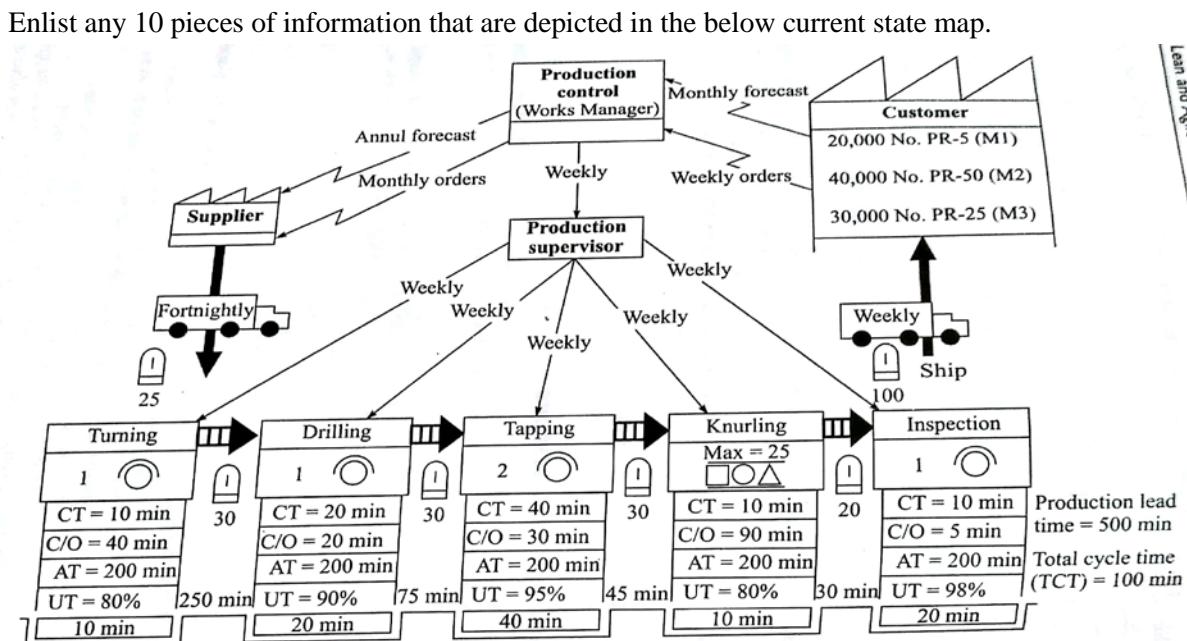 Enlist any 10 pieces of information that are depicted in the below current state map.
Production
control
(Works Manager)
Monthly forecast
Annul forecast
Monthly orders
Weekly
Weekly orders
Customer
20,000 No. PR-5 (M1)
40,000 No. PR-50 (M2)
30,000 No. PR-25 (M3)
Supplier
Production
supervisor
Fortnightly
Weekly
Weekly
Weekly
Weekly
Weekly
Weekly
Ship
I
25
I
100
Turning
1
CT = 10 min
C/O = 40 min
AT = 200 min
UT = 80%
10 min
I
30
250 min
Drilling
1
CT = 20 min
C/O = 20 min
AT = 200 min
UT = 90%
20 min
I
30
75 min
Tapping
2
CT = 40 min
C/O = 30 min
AT = 200 min
UT = 95%
40 min
I
30
45 min
Knurling
Max = 25
CT = 10 min
C/O = 90 min
AT = 200 min
UT = 80%
10 min
I
20
30 min
Inspection
1
CT = 10 min
C/O = 5 min
AT = 200 min
UT = 98%
20 min
Production lead
time = 500 min
Total cycle time
(TCT) = 100 min
Lean and